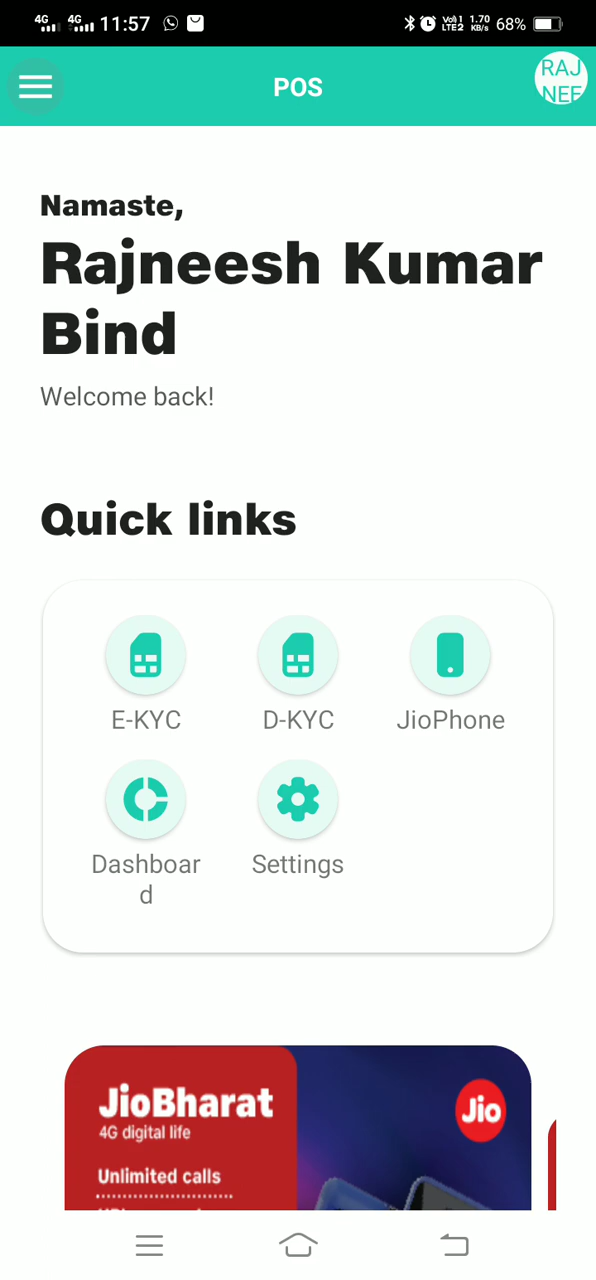 4G 4G 11:57 Vo) 1 LTE2 1.70 KB/s 68%
POS
RAJ
NEE
Namaste,
Rajneesh Kumar
Bind
Welcome back!
Quick links
E-KYC D-KYC JioPhone
Dashboar
d
Settings
JioBharat
4G digital life
Jio
Unlimited calls